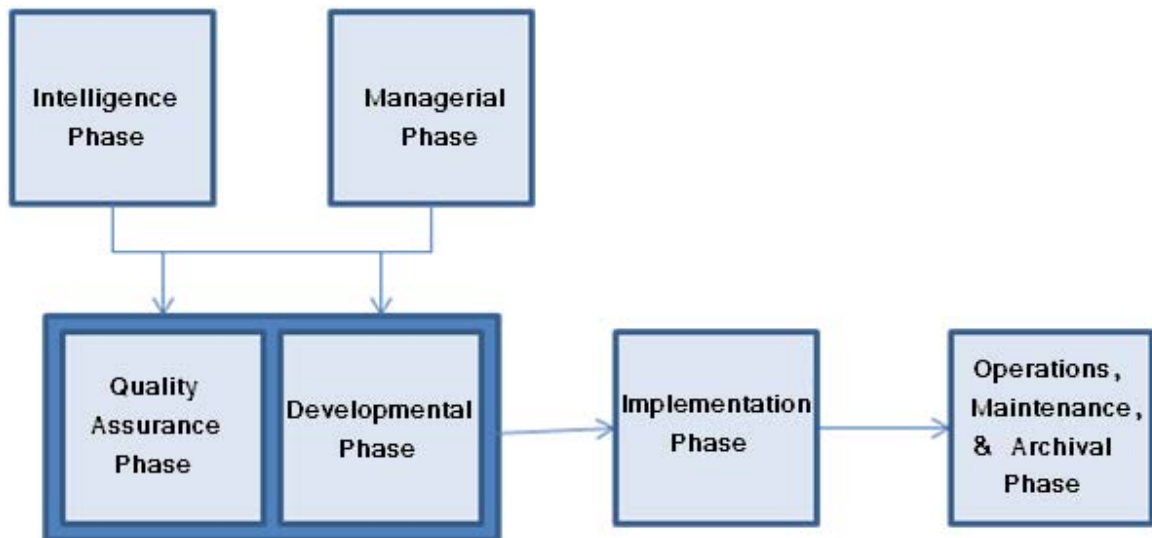 Intelligence
Phase
Managerial
Phase
Quality
Assurance
Phase
Developmental
Phase
Implementation
Phase
Operations,
Maintenance,
& Archival
Phase